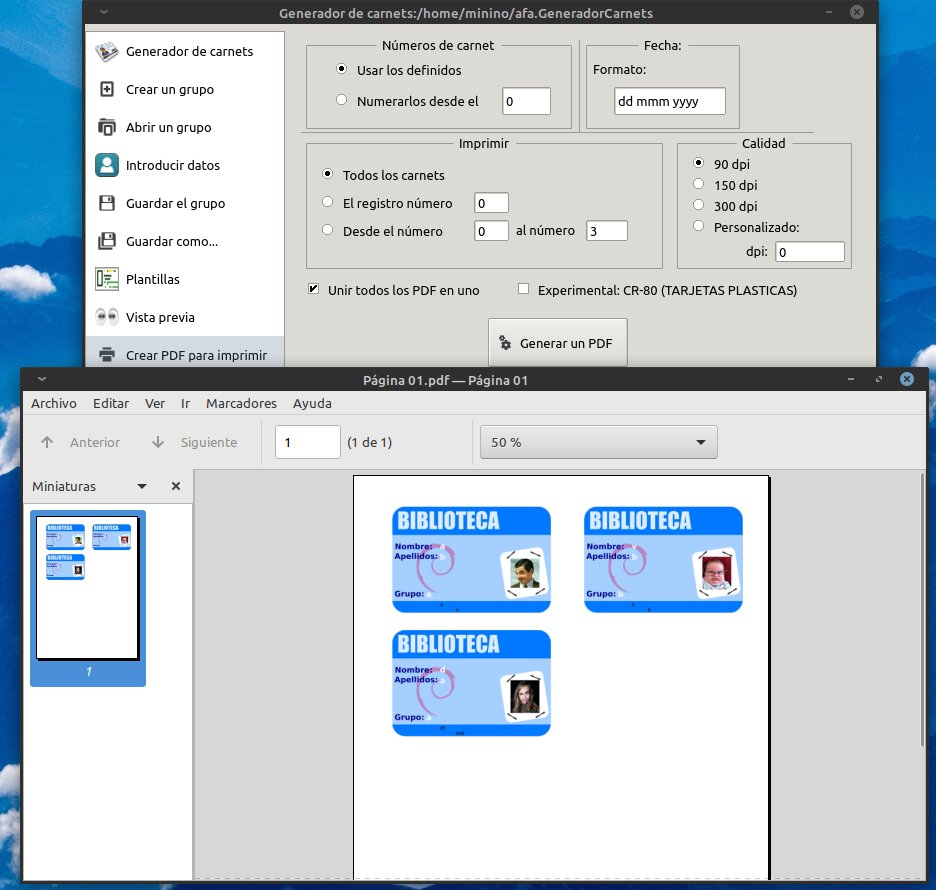 Generador de carnets:/home/minino/afa.GeneradorCarnets
Generador de carnets
Crear un grupo
Abrir un grupo
Introducir datos
Guardar el grupo
Guardar como...
Plantillas
Vista previa
Crear PDF para imprimir
Números de carnet
Usar los definidos
Numerarlos desde el 0
Fecha:
Formato:
dd mmm yyyy
Imprimir
Todos los carnets
El registro número 0
Desde el número 0 al número 3
Calidad
90 dpi
150 dpi
300 dpi
Personalizado:
dpi: 0
Unir todos los PDF en uno
Experimental: CR-80 (TARJETAS PLASTICAS)
Generar un PDF
Página 01.pdf — Página 01
Archivo Editar Ver Ir Marcadores Ayuda
Anterior Siguiente 1 (1 de 1) 50 %
Miniaturas
BIBLIOTECA BIBLIOTECA
BIBLIOTECA
1
BIBLIOTECA
Nombre: a
Apellidos: b
Grupo: a
BIBLIOTECA
Nombre: v
Apellidos: b
Grupo: b
BIBLIOTECA
Nombre: d
Apellidos: a
Grupo: a